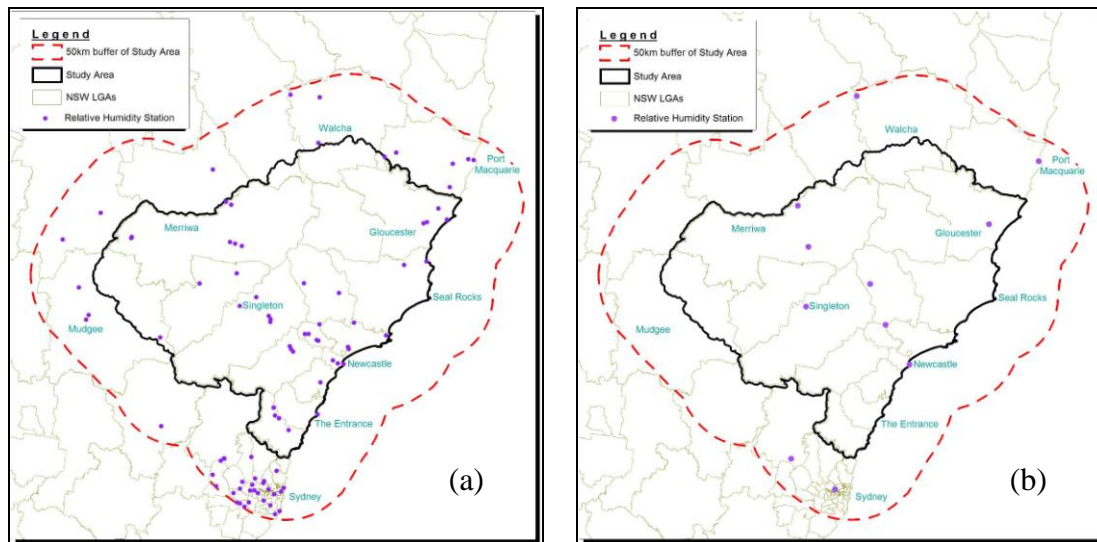 Legend
50km buffer of Study Area
Study Area
NSW LGAs
Relative Humidity Station
Walcha
Port
Macquarie
Merriwa
Gloucester
Singleton
Seal Rocks
Mudgee
Newcastle
The Entrance
Sydney
(a)
Legend
50km buffer of Study Area
Study Area
NSW LGAs
Relative Humidity Station
Walcha
Port
Macquarie
Merriwa
Gloucester
Singleton
Seal Rocks
Mudgee
Newcastle
The Entrance
Sydney
(b)